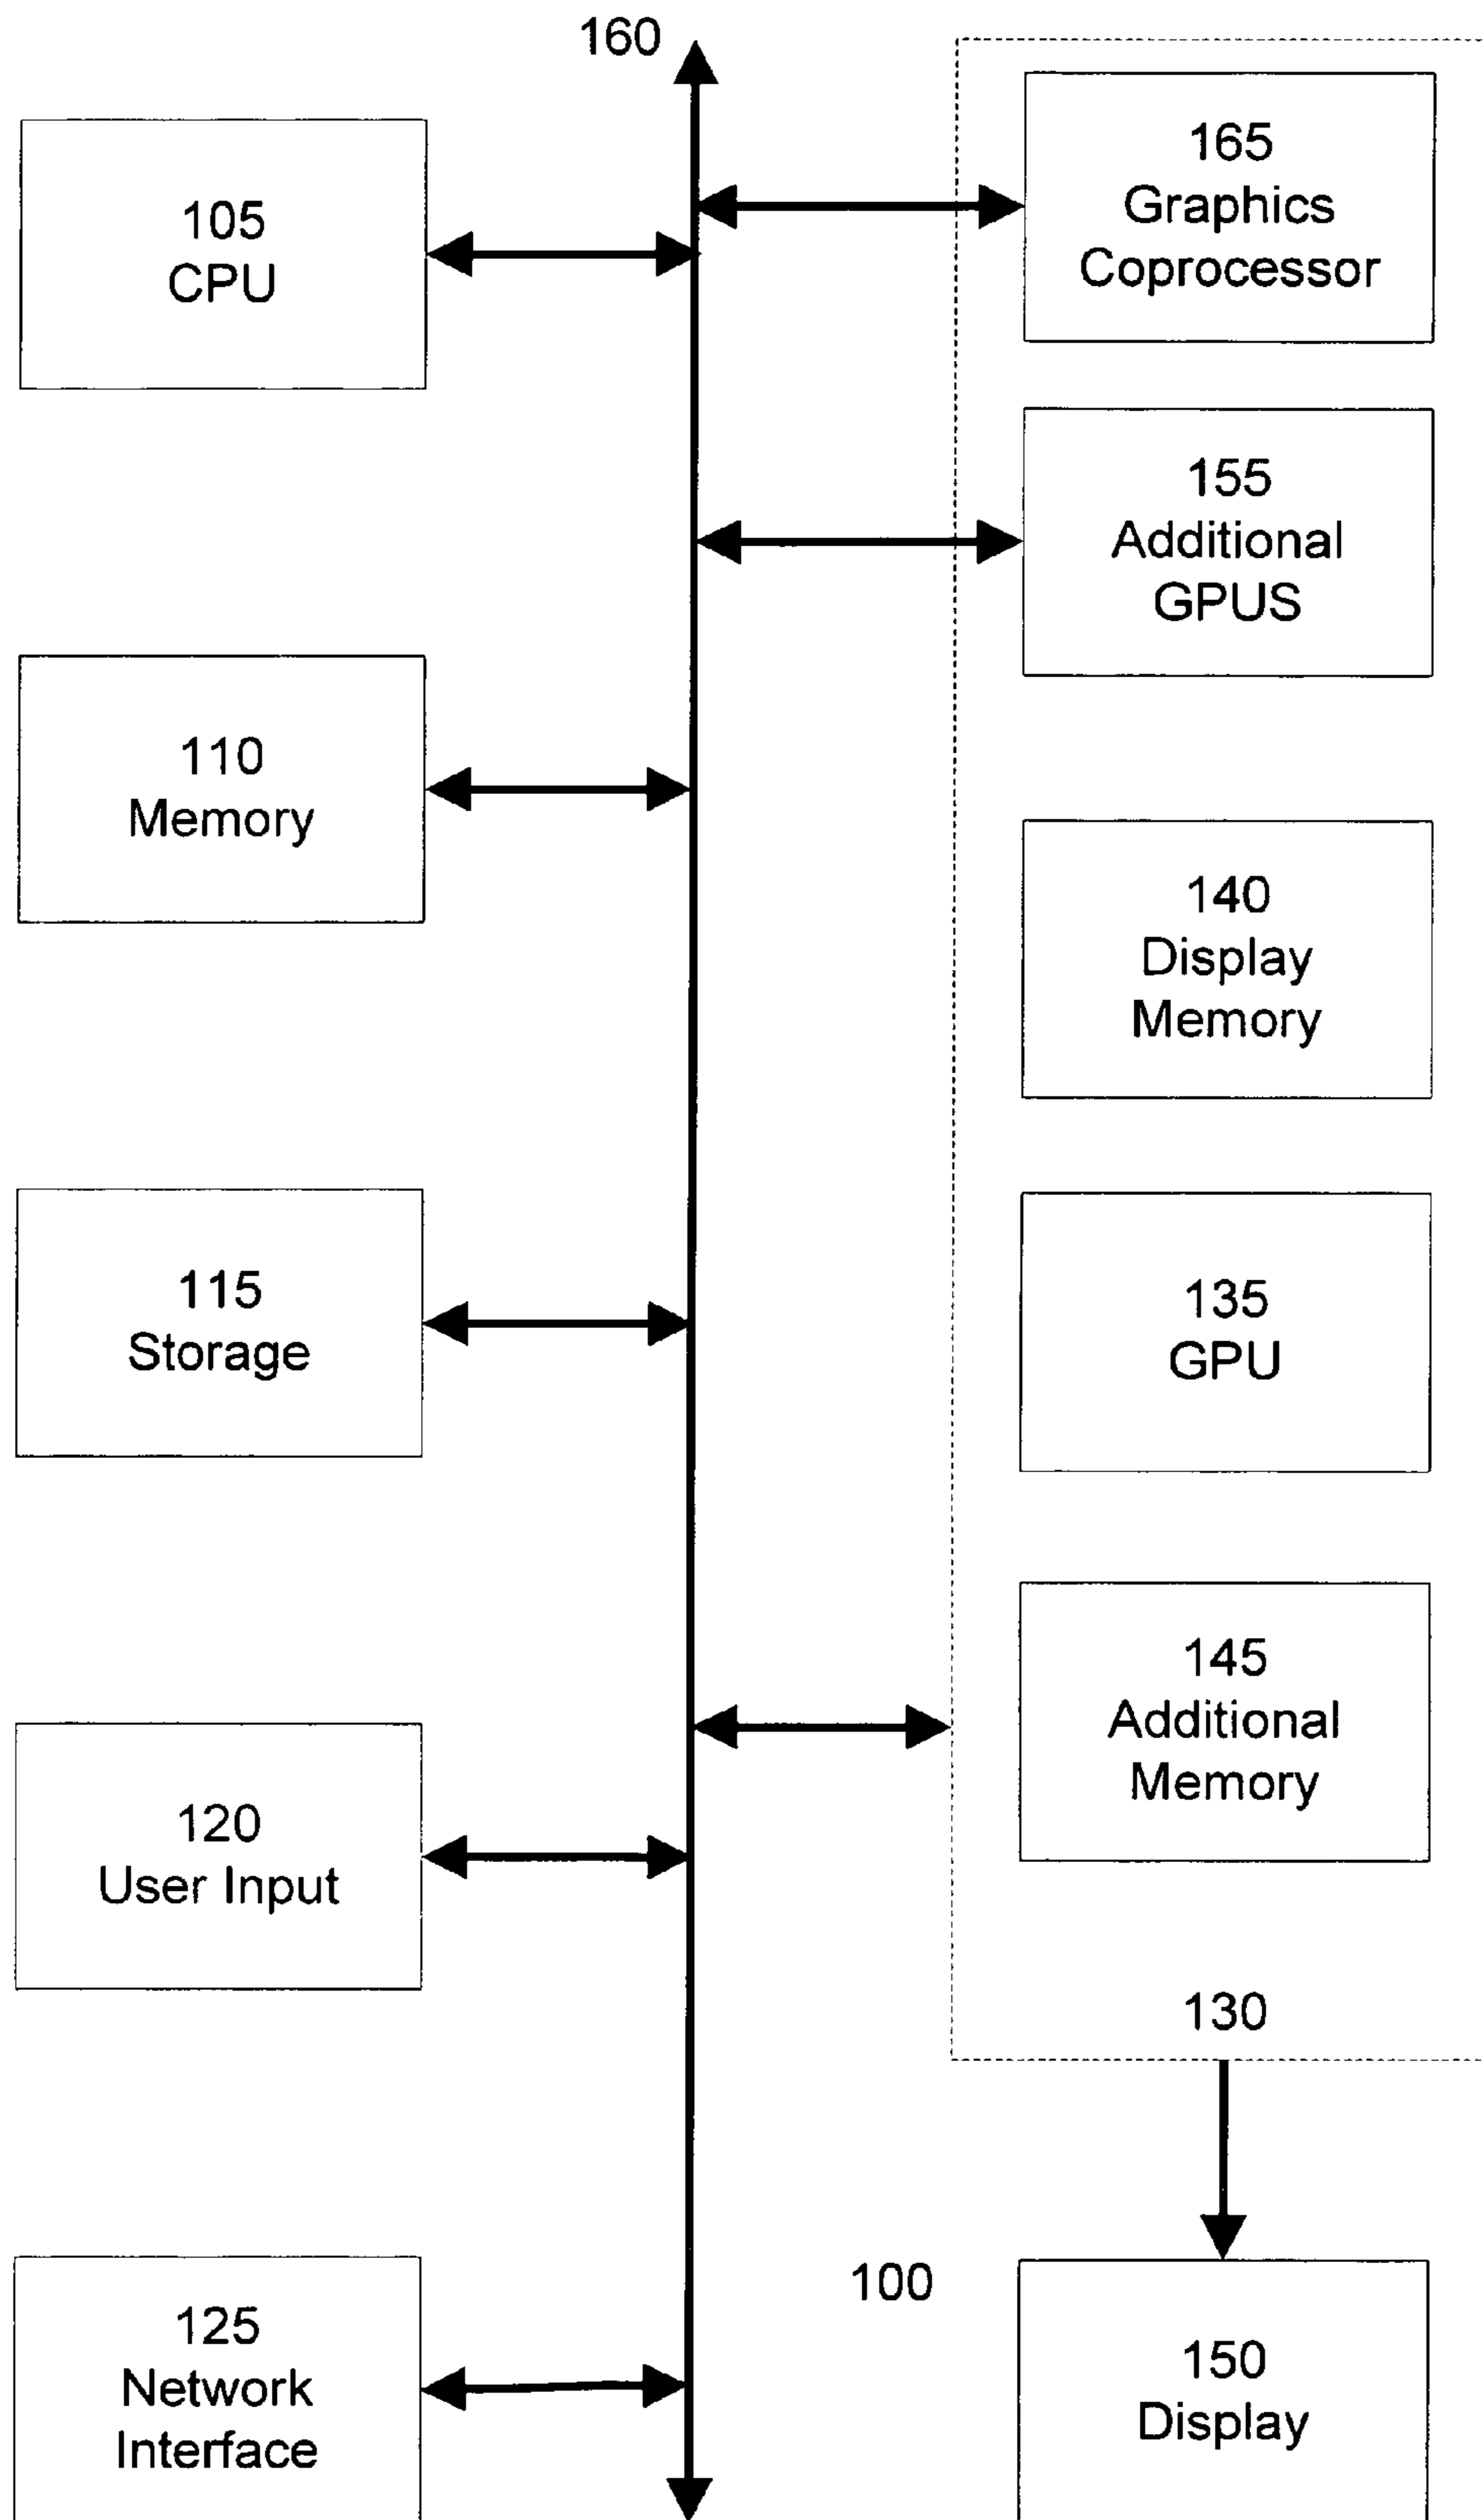 160
105
CPU
110
Memory
115
Storage
120
User Input
125
Network
Interface
165
Graphics
Coprocessor
155
Additional
GPUS
140
Display
Memory
135
GPU
145
Additional
Memory
130
100
150
Display